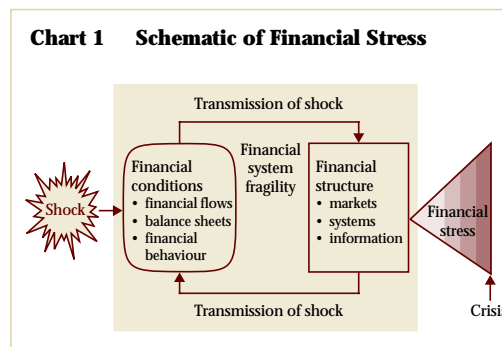 Chart 1 Schematic of Financial Stress
Transmission of shock
Shock
Financial
conditions
• financial flows
• balance sheets
• financial
behaviour
Financial
system
fragility
Financial
structure
• markets
• systems
• information
Financial
stress
Transmission of shock
Crisis